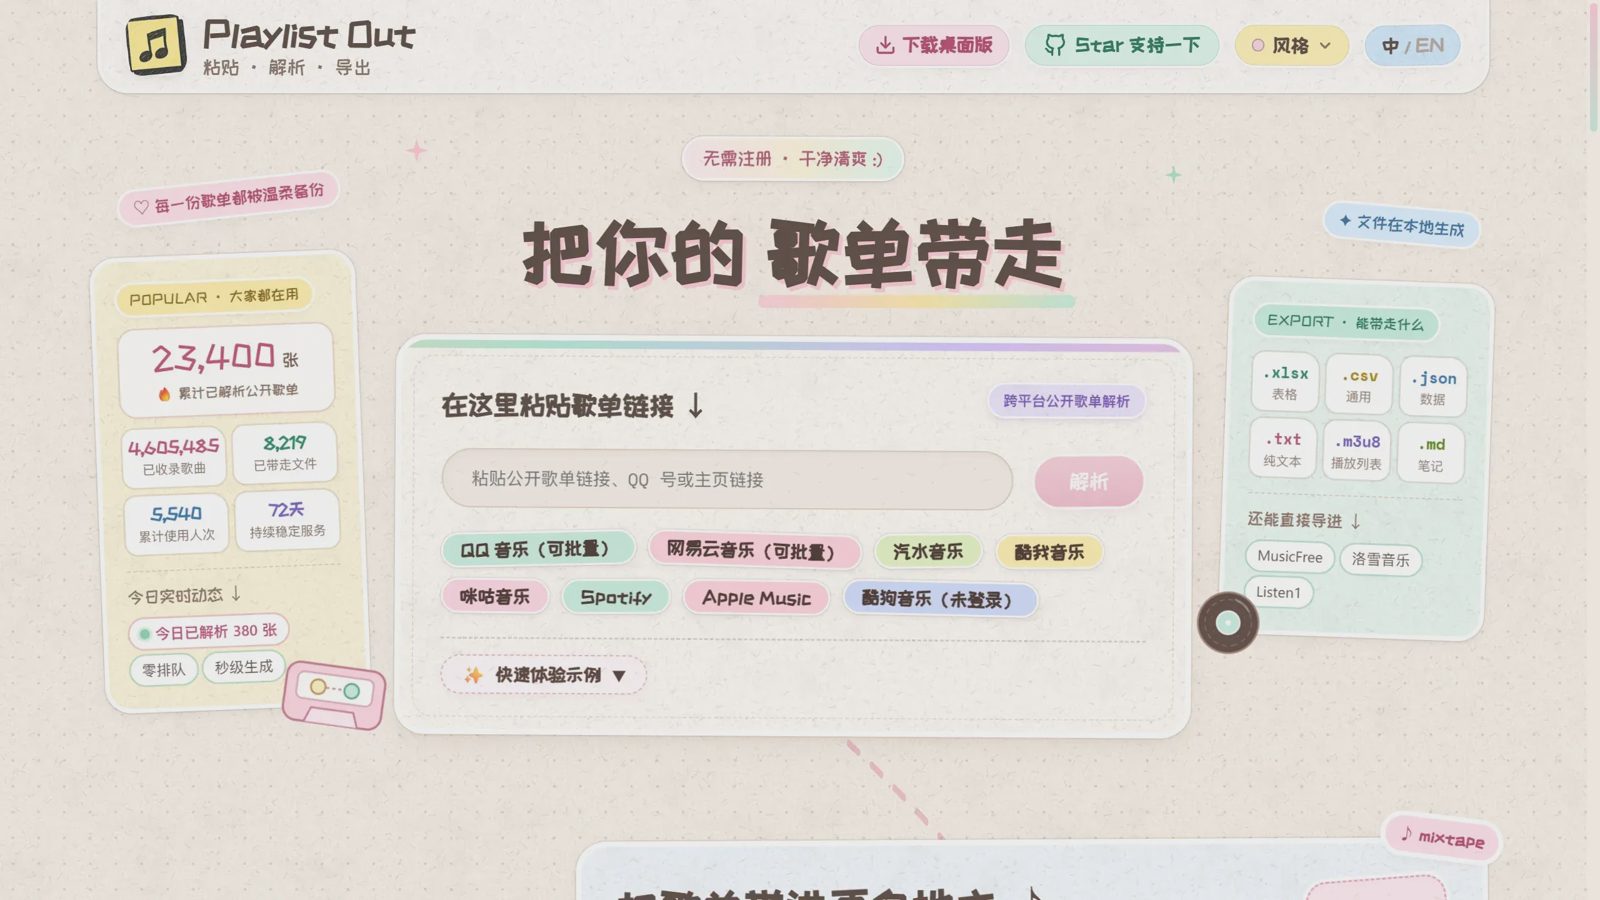 Playlist Out
粘贴 · 解析 · 导出
下载桌面版
Star 支持一下
风格
中 / EN
无需注册 · 干净清爽 :)
♡ 每一份歌单都被温柔备份
✦ 文件在本地生成
把你的 歌单带走
POPULAR · 大家都在用
23,400 张
🔥 累计已解析公开歌单
4,605,485
已收录歌曲
8,219
已带走文件
5,540
累计使用人次
72天
持续稳定服务
今日实时动态 ↓
今日已解析 380 张
零排队
秒级生成
在这里粘贴歌单链接 ↓
跨平台公开歌单解析
粘贴公开歌单链接、QQ 号或主页链接
解析
QQ 音乐（可批量）
网易云音乐（可批量）
汽水音乐
酷我音乐
咪咕音乐
Spotify
Apple Music
酷狗音乐（未登录）
✨ 快速体验示例 ▼
EXPORT · 能带走什么
.xlsx
表格
.csv
通用
.json
数据
.txt
纯文本
.m3u8
播放列表
.md
笔记
还能直接导进 ↓
MusicFree
洛雪音乐
Listen1
♪ mixtape